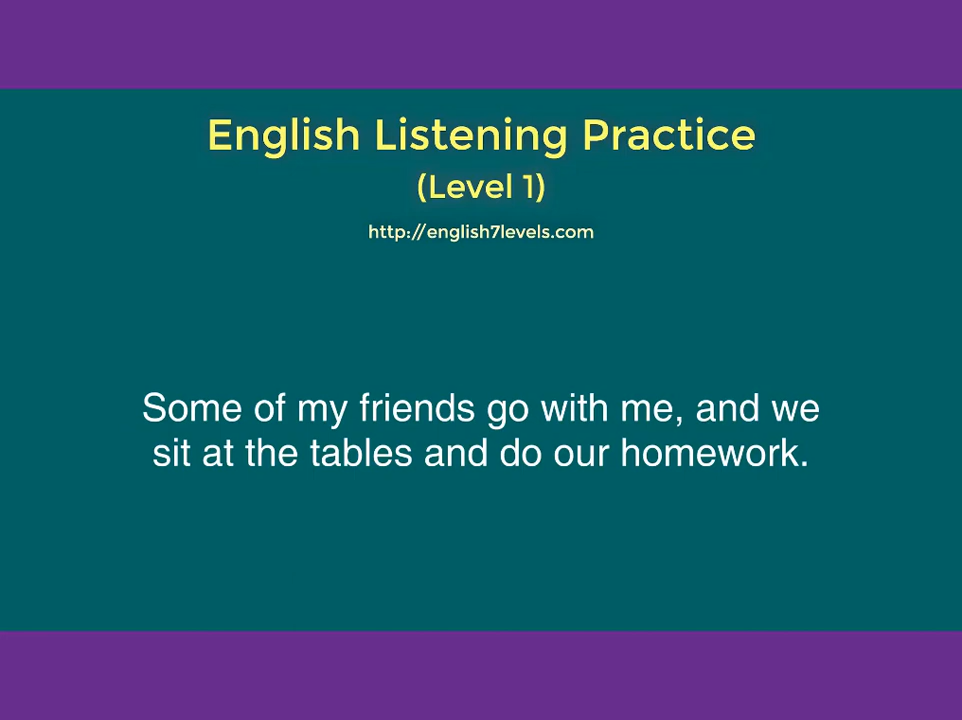 English Listening Practice
(Level 1)
http://english7levels.com
Some of my friends go with me, and we
sit at the tables and do our homework.